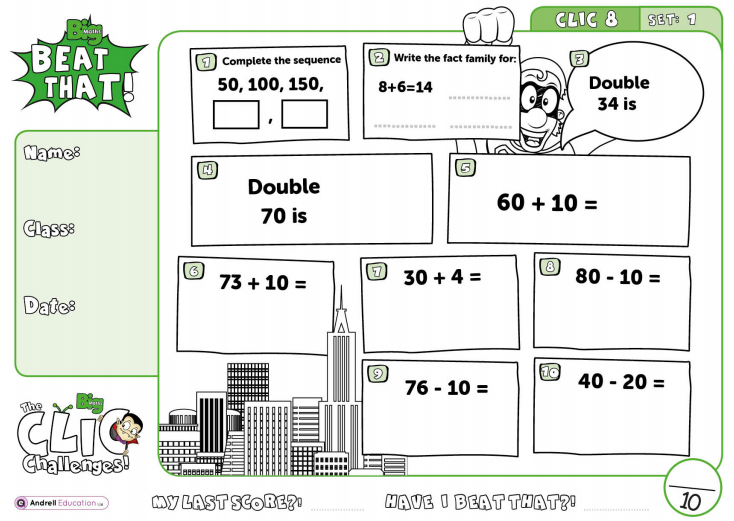 CLIC 8
SET: 1
Big Maths
BEAT
THAT!
Name:
Class:
Date:
1 Complete the sequence
50, 100, 150,
,
2 Write the fact family for:
8+6=14
3
Double
34 is
4
Double
70 is
5
60 + 10 =
6
73 + 10 =
7
30 + 4 =
8
80 - 10 =
9
76 - 10 =
10
40 - 20 =
The
Big
CLIC
Challenges!
Andrell Education
MY LAST SCORE?!
HAVE I BEAT THAT?!
10